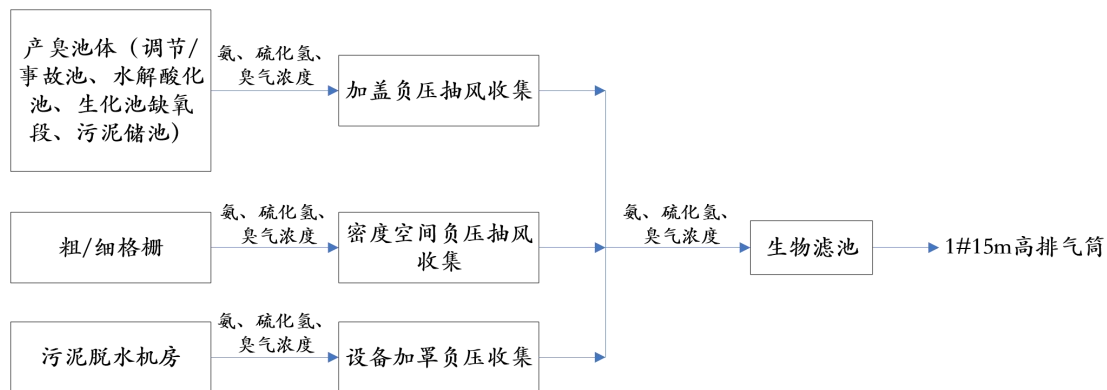 产臭池体（调节/
事故池、水解酸化
池、生化池缺氧
段、污泥储池）
氨、硫化氢、
臭气浓度
加盖负压抽风收集
粗/细格栅
氨、硫化氢、
臭气浓度
密度空间负压抽风
收集
氨、硫化氢、
臭气浓度
生物滤池
1#15m高排气筒
污泥脱水机房
氨、硫化氢、
臭气浓度
设备加罩负压收集